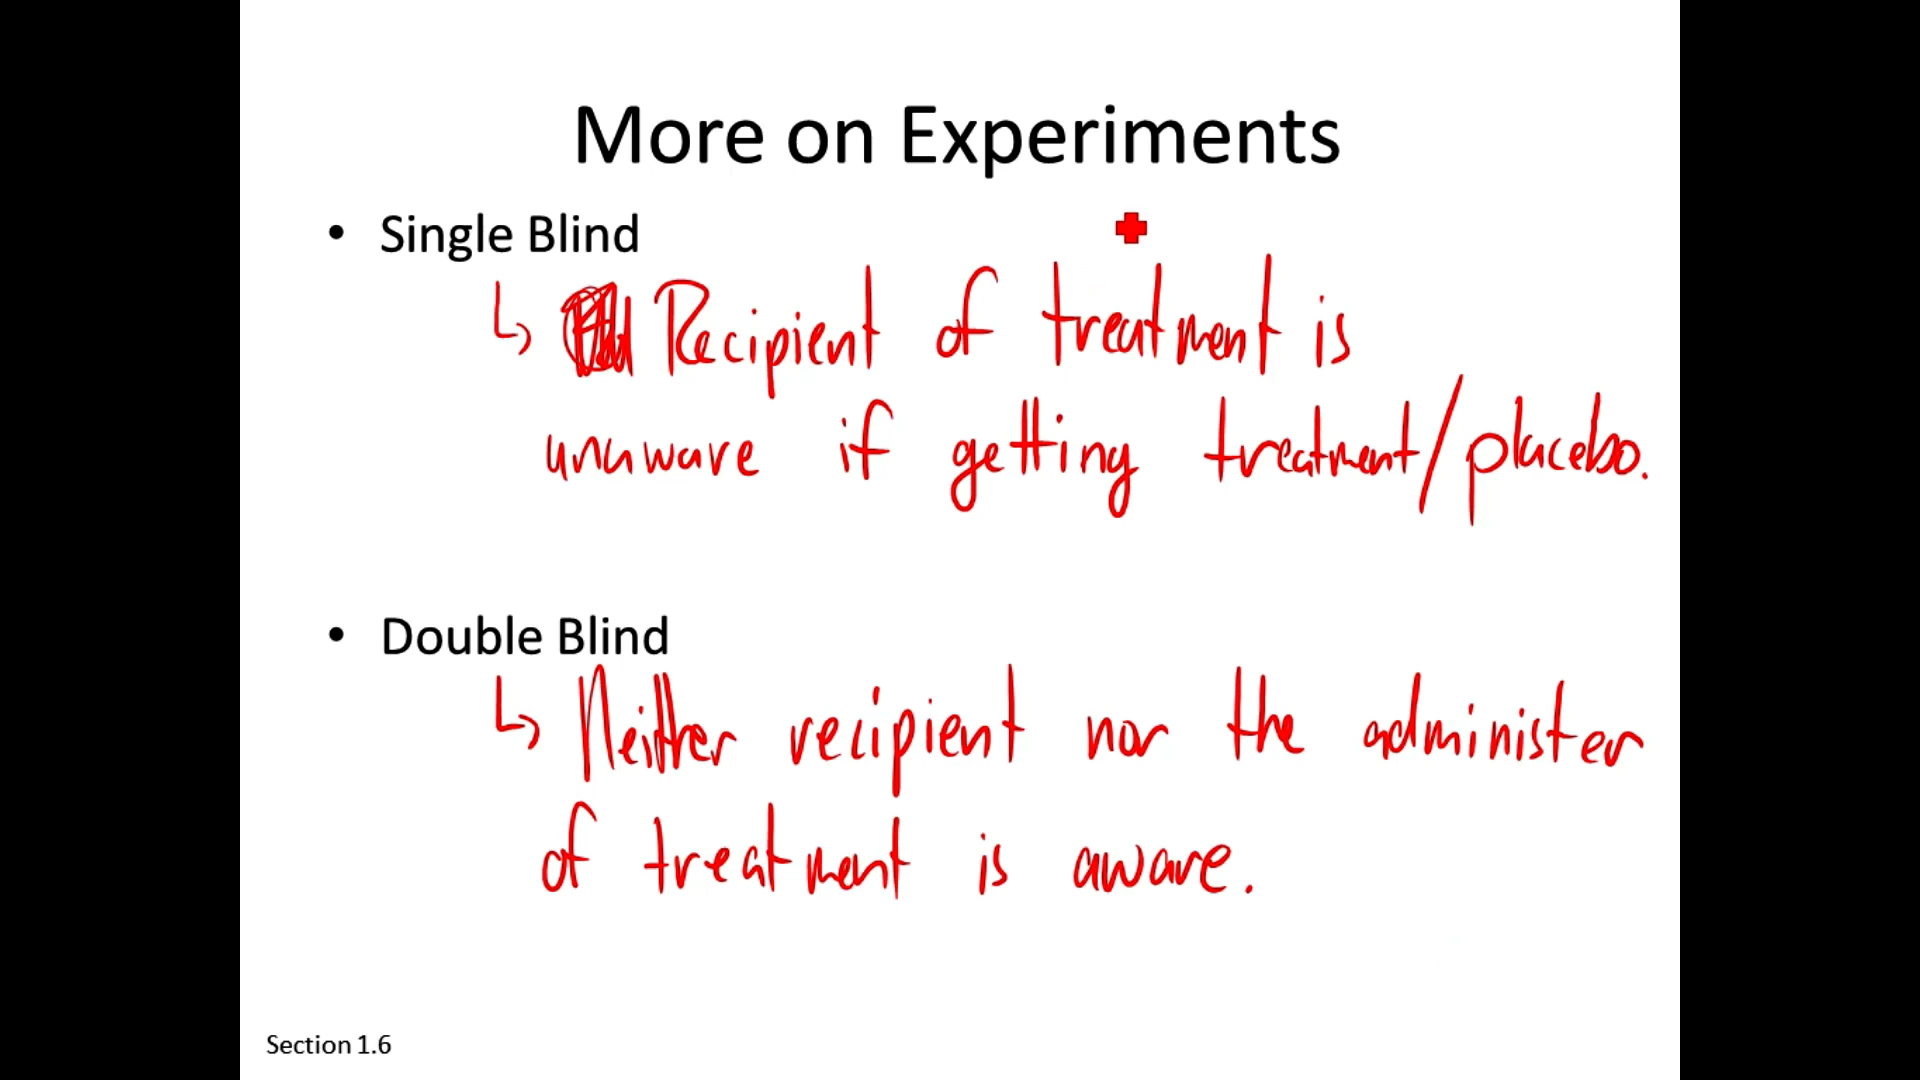 More on Experiments
• Single Blind
↳ Recipient of treatment is
unaware if getting treatment/placebo.
• Double Blind
↳ Neither recipient nor the administer
of treatment is aware.
Section 1.6